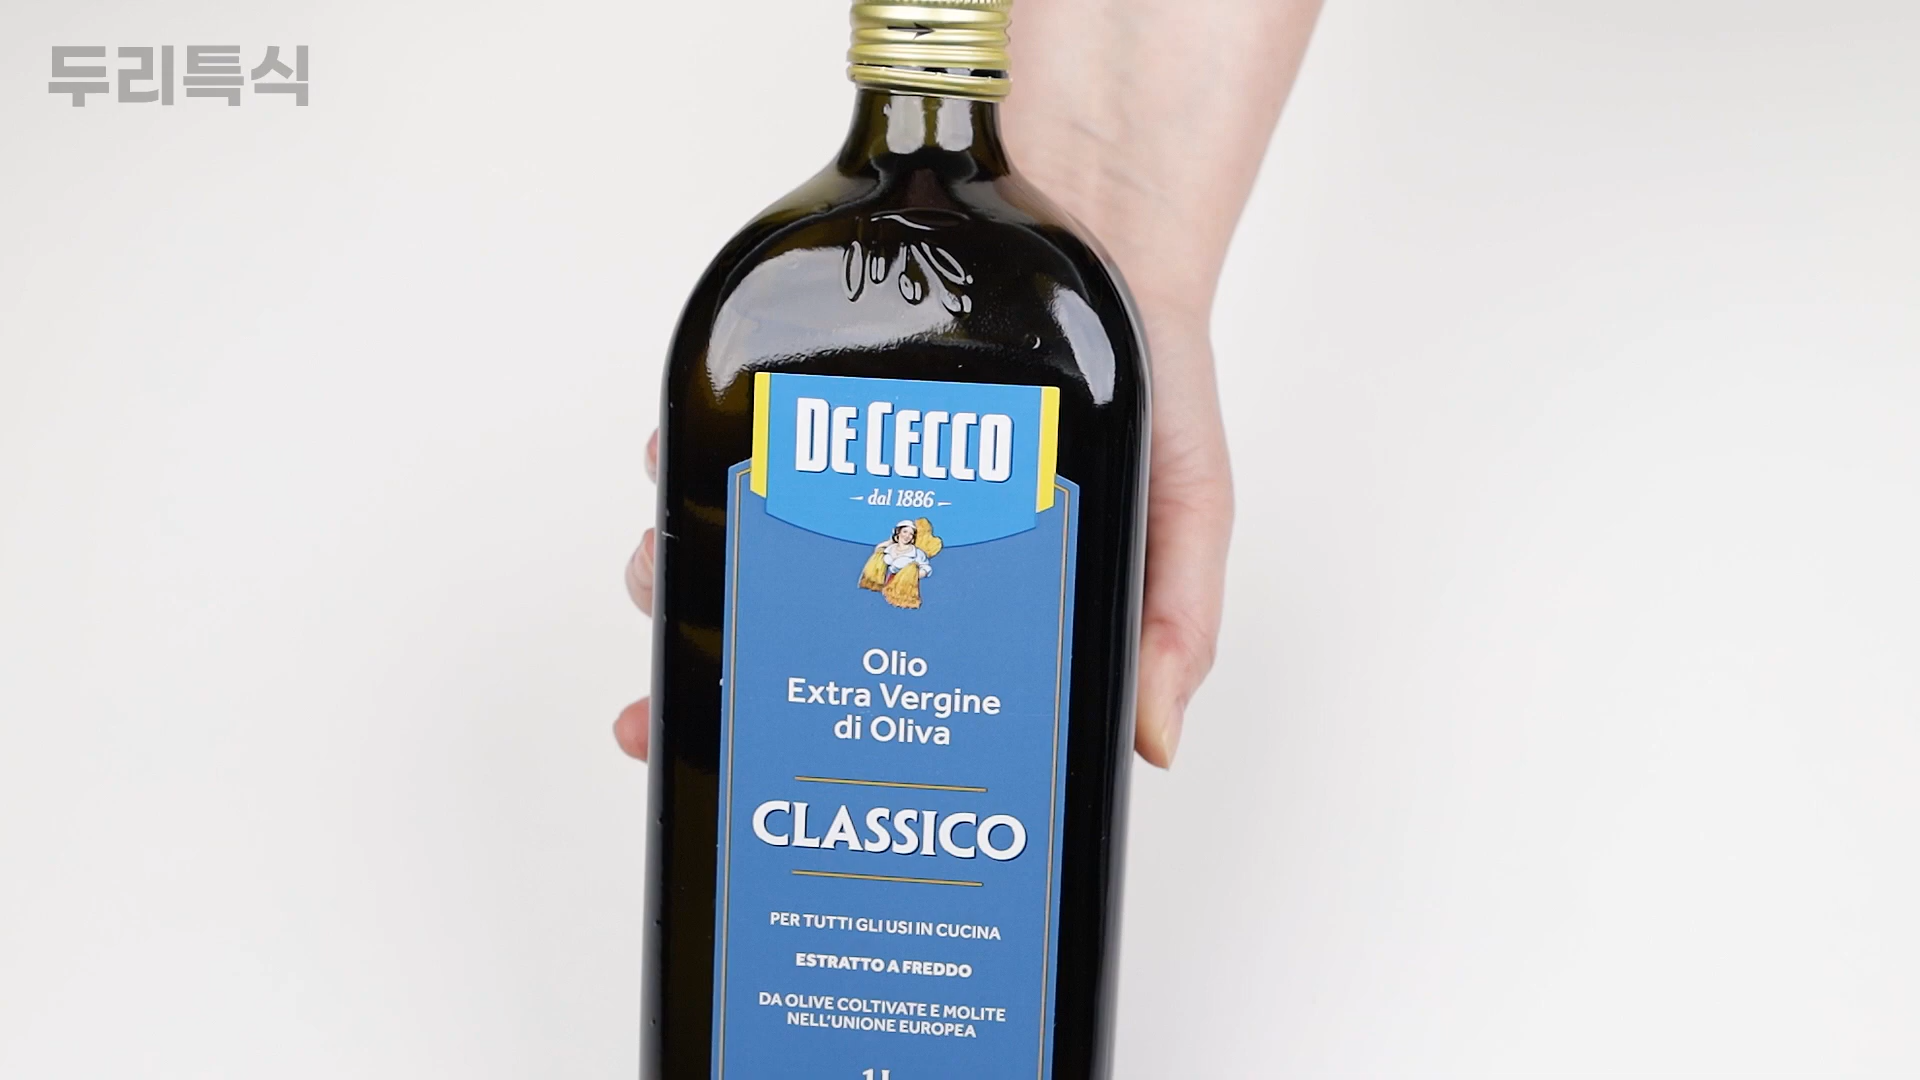 두리특식
DE CECCO
dal 1886
Olio
Extra Vergine
di Oliva
CLASSICO
PER TUTTI GLI USI IN CUCINA
ESTRATTO A FREDDO
DA OLIVE COLTIVATE E MOLITE
NELL'UNIONE EUROPEA
1L